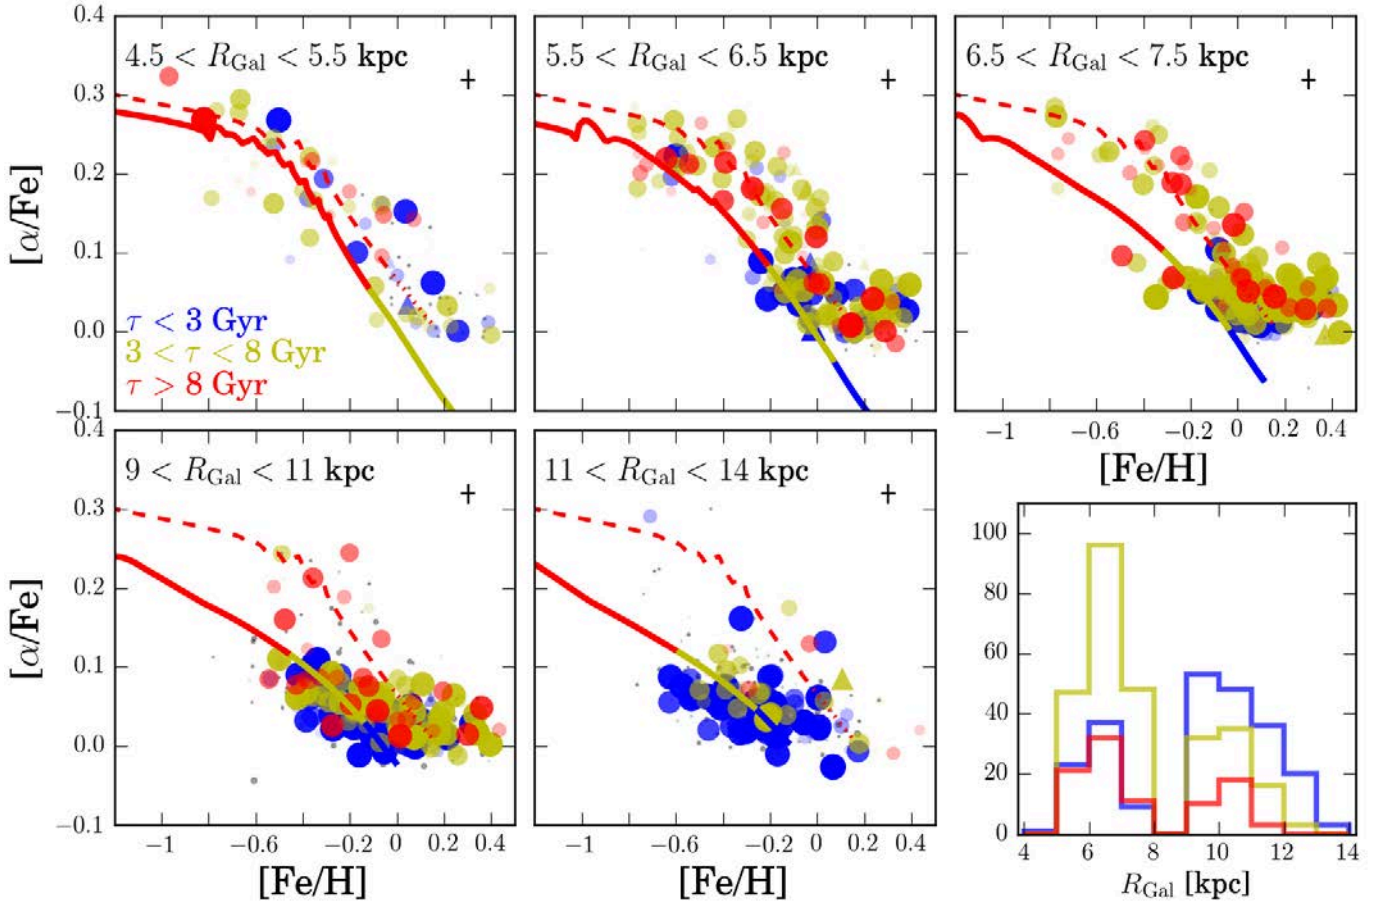 0.4
0.3
0.2
0.1
0.0
−0.1
[α/Fe]
4.5 < R_Gal < 5.5 kpc
τ < 3 Gyr
3 < τ < 8 Gyr
τ > 8 Gyr
5.5 < R_Gal < 6.5 kpc
6.5 < R_Gal < 7.5 kpc
−1 −0.6 −0.2 0 0.2 0.4
[Fe/H]
0.4
0.3
0.2
0.1
0.0
−0.1
[α/Fe]
9 < R_Gal < 11 kpc
−1 −0.6 −0.2 0 0.4
[Fe/H]
11 < R_Gal < 14 kpc
−1 −0.6 −0.2 0 0.4
[Fe/H]
100
80
60
40
20
0
4 6 8 10 12 14
R_Gal [kpc]